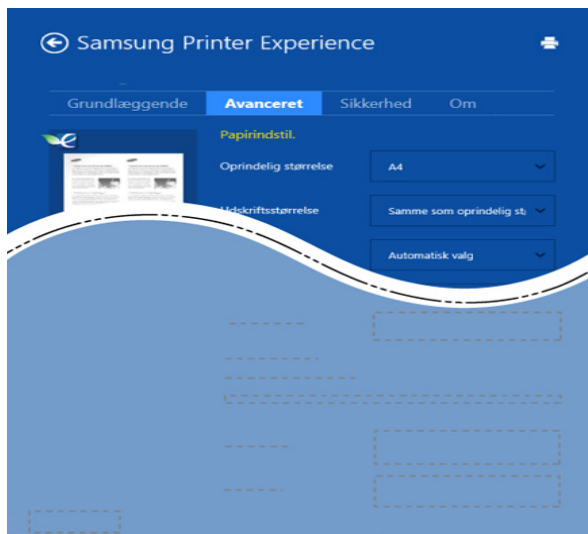 Samsung Printer Experience
Grundlæggende Avanceret Sikkerhed Om
Papirindstil.
Oprindelig størrelse A4
Udskriftsstørrelse Samme som oprindelig st
Automatisk valg